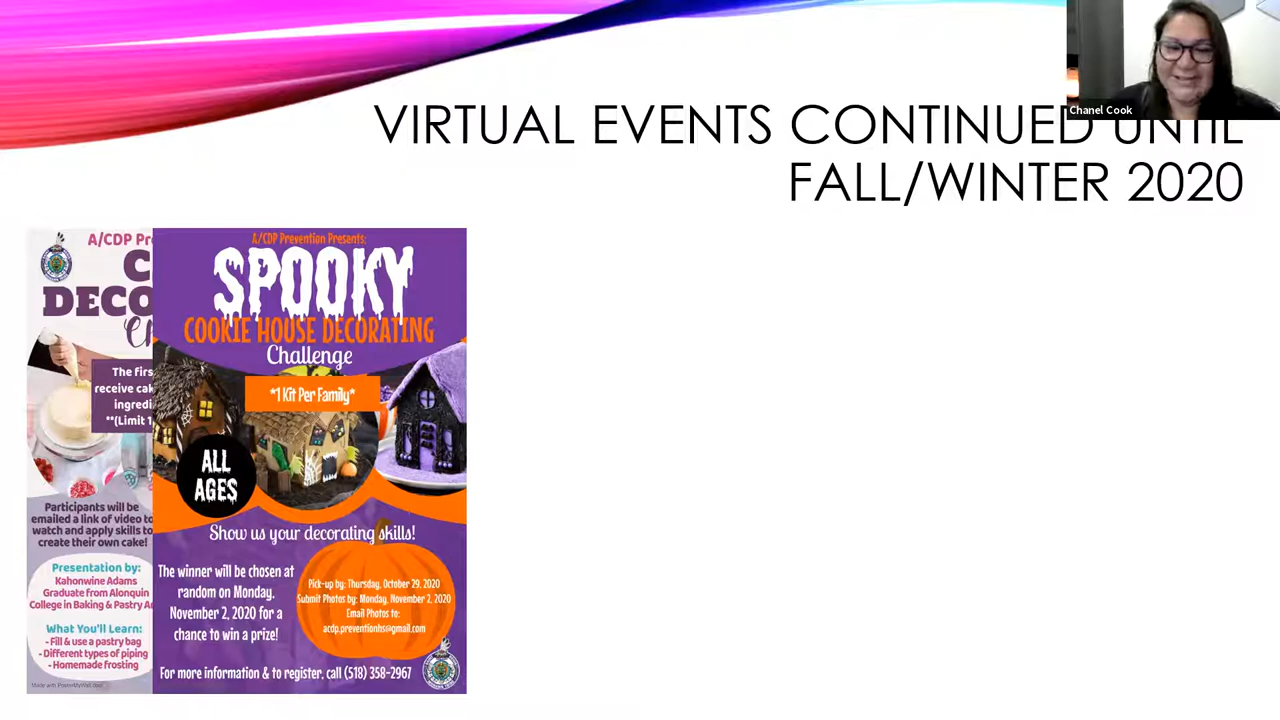 Chanel Cook
VIRTUAL EVENTS CONTINUED UNTIL
FALL/WINTER 2020
A/CDP Pr
C
DECO
The firs
receive cak
ingredi
**(Limit 1
Participants will be
emailed a link of video to
watch and apply skills to
create their own cake!
Presentation by:
Kahonwine Adams
Graduate from Alonquin
College in Baking & Pastry Ar
What You'll Learn:
- Fill & use a pastry bag
- Different types of piping
- Homemade frosting
Made with PosterMyWall.com
A/CDP Prevention Presents:
SPOOKY
COOKIE HOUSE DECORATING
Challenge
*1 Kit Per Family*
ALL
AGES
Show us your decorating skills!
The winner will be chosen at
random on Monday,
November 2, 2020 for a
chance to win a prize!
Pick-up by: Thursday, October 29, 2020
Submit Photos by: Monday, November 2, 2020
Email Photos to:
acdp.preventionhs@gmail.com
For more information & to register, call (518) 358-2967